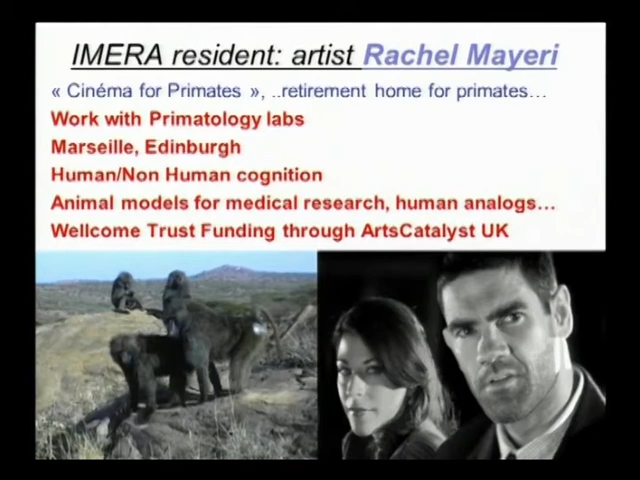 IMERA resident: artist Rachel Mayeri
« Cinéma for Primates », ..retirement home for primates…
Work with Primatology labs
Marseille, Edinburgh
Human/Non Human cognition
Animal models for medical research, human analogs…
Wellcome Trust Funding through ArtsCatalyst UK